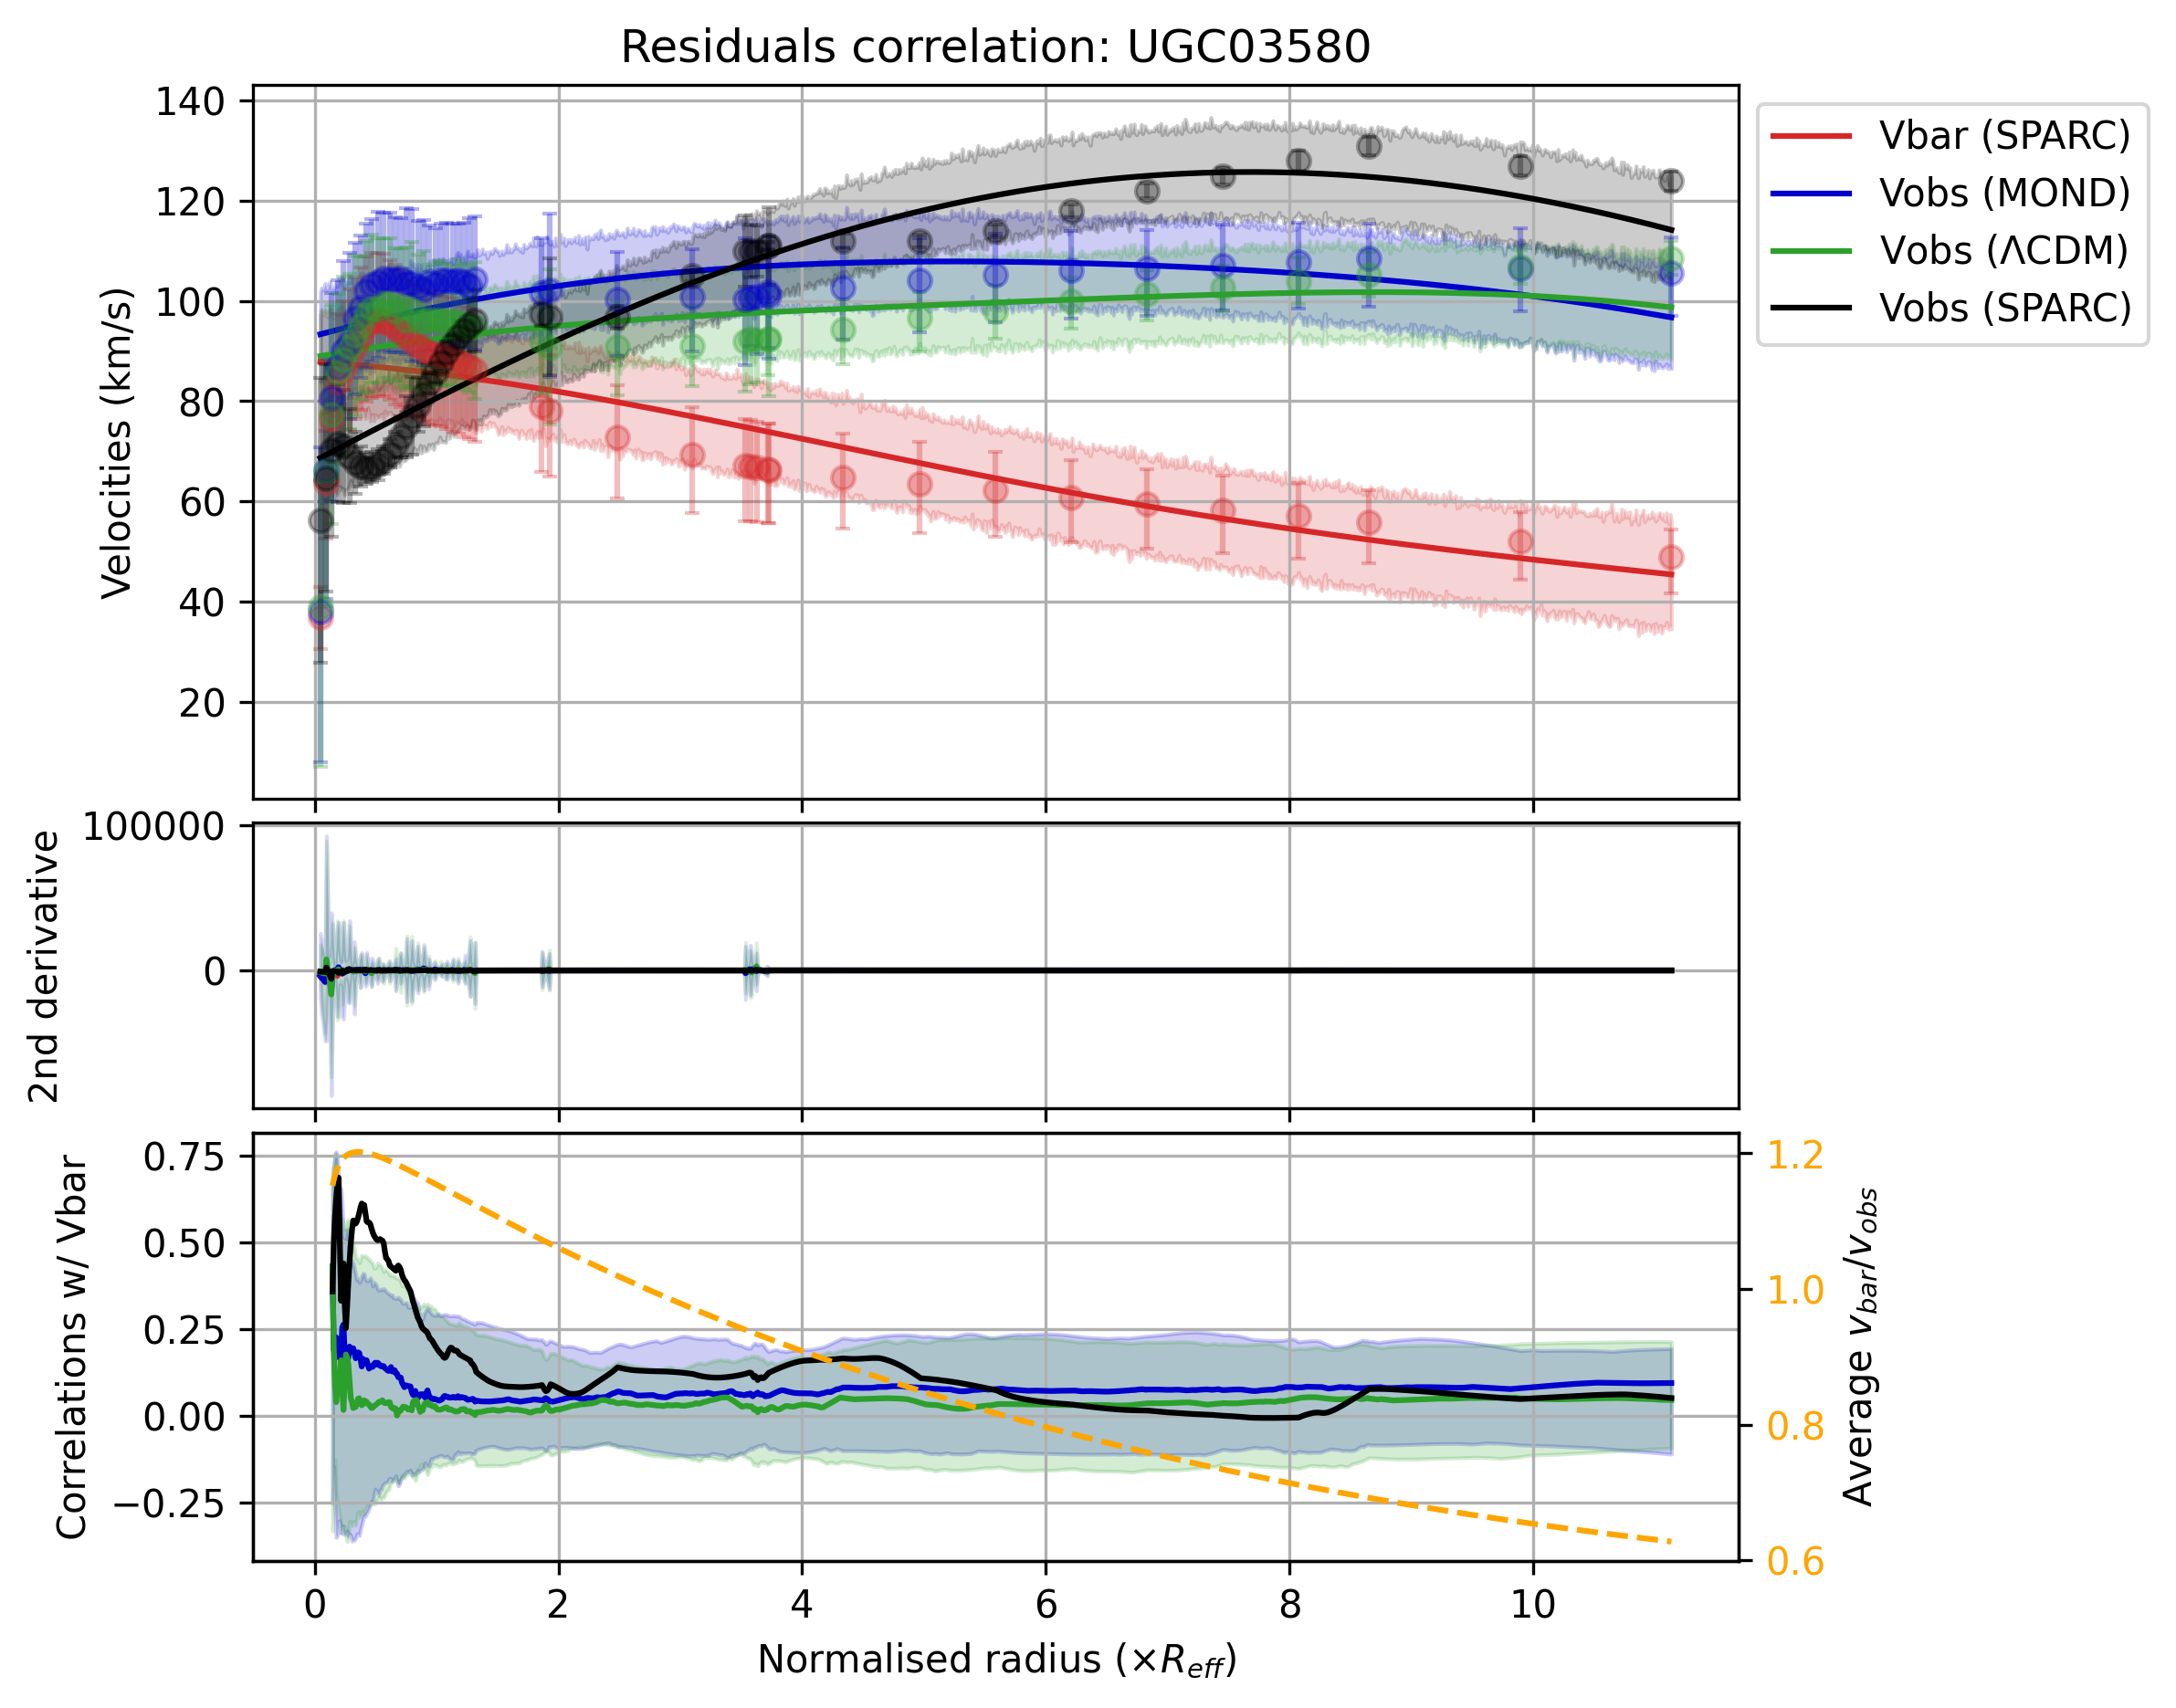 Residuals correlation: UGC03580
140
120
100
80
60
40
20
Velocities (km/s)
Vbar (SPARC)
Vobs (MOND)
Vobs (ΛCDM)
Vobs (SPARC)
100000
0
2nd derivative
0.75
0.50
0.25
0.00
−0.25
Correlations w/ Vbar
1.2
1.0
0.8
0.6
Average v_bar/v_obs
0 2 4 6 8 10
Normalised radius (×R_eff)